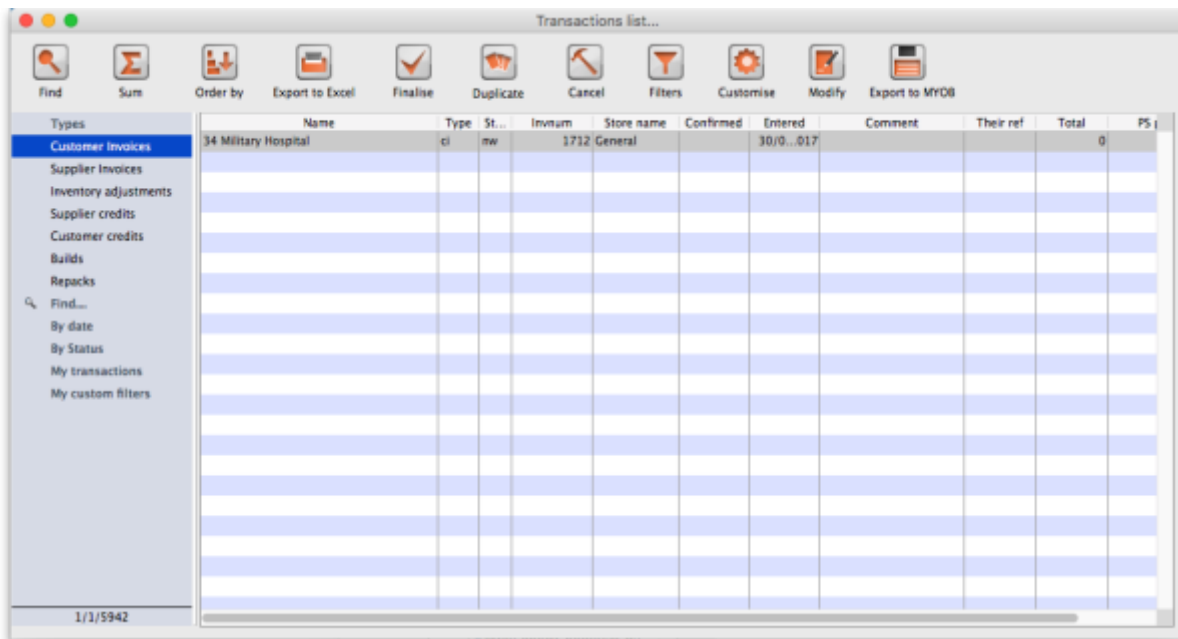 Transactions list...
Find Sum Order by Export to Excel Finalise Duplicate Cancel Filters Customise Modify Export to MYOB
Types
Name Type St... Invnum Store name Confirmed Entered Comment Their ref Total PS
Customer Invoices
34 Military Hospital ci nw 1712 General 30/0...017 0
Supplier Invoices
Inventory adjustments
Supplier credits
Customer credits
Builds
Repacks
Find...
By date
By Status
My transactions
My custom filters
1/1/5942